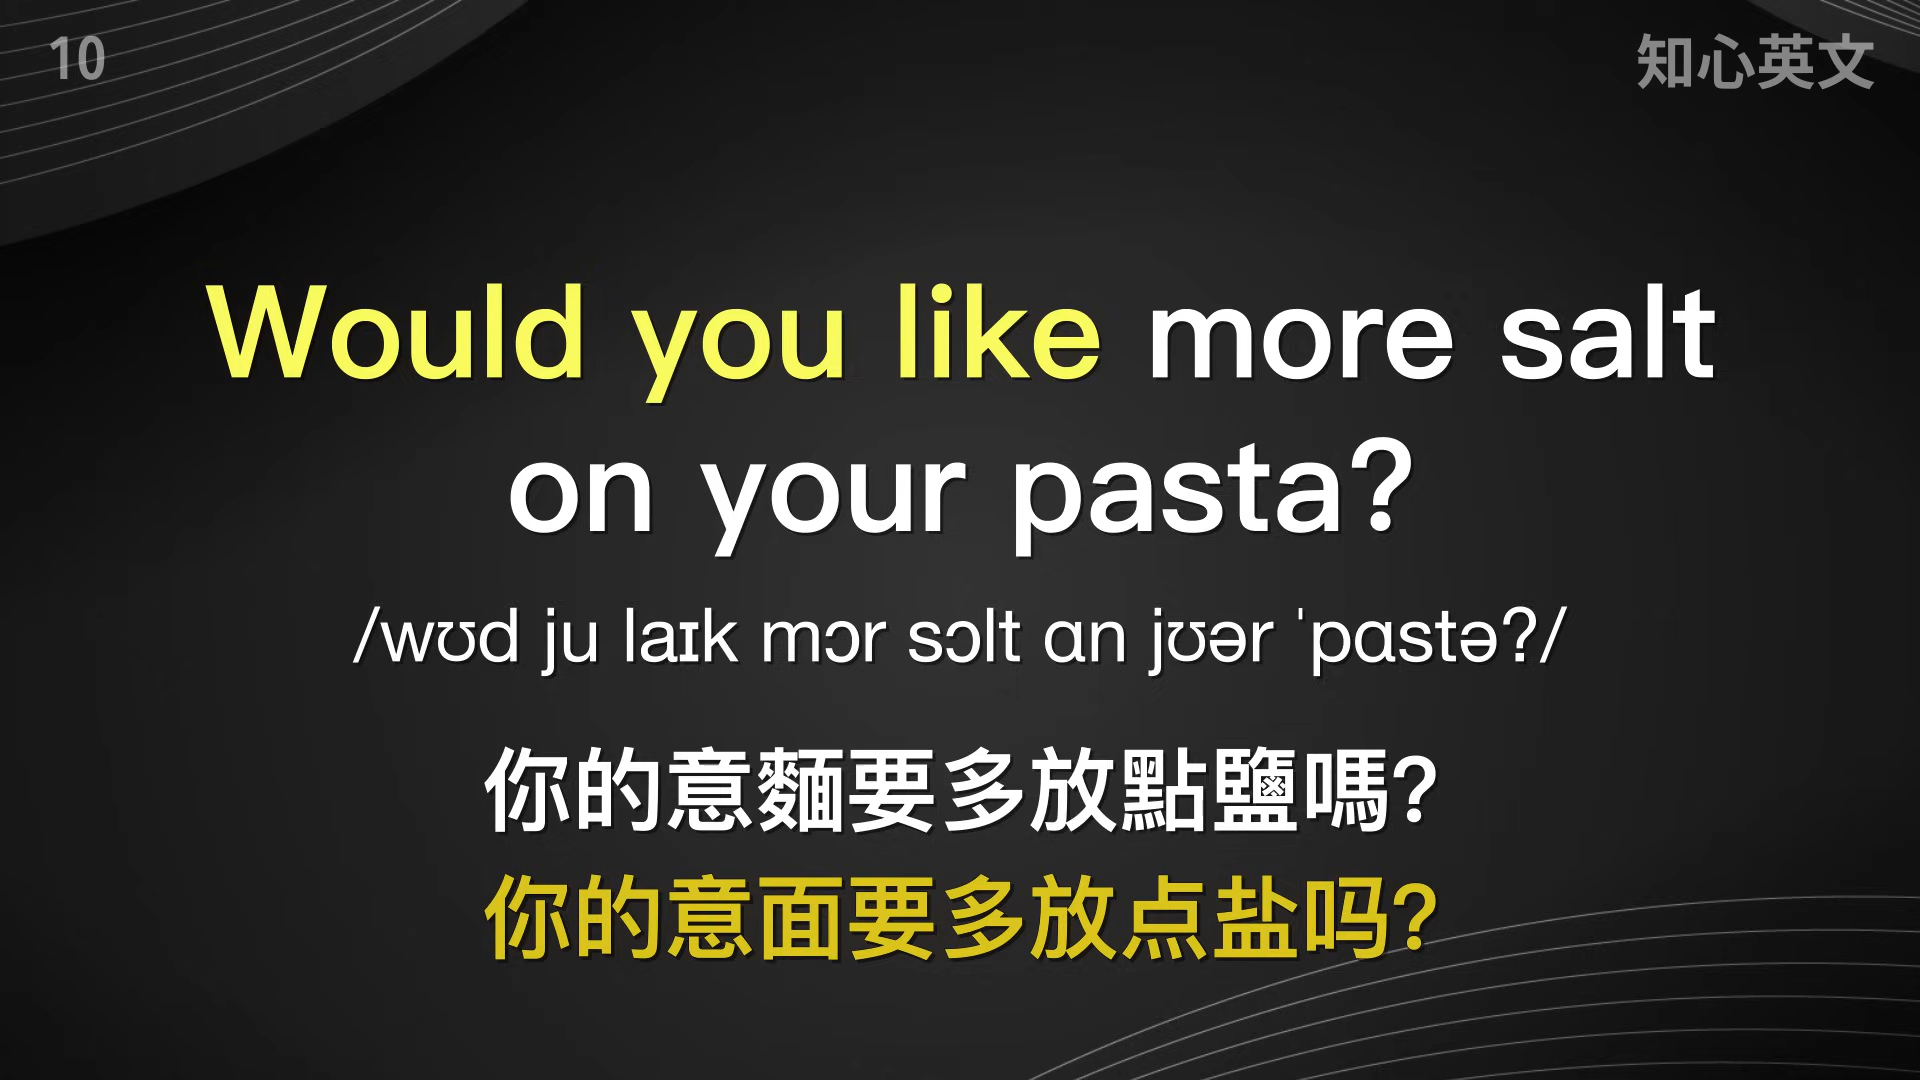 10
知心英文
Would you like more salt
on your pasta?
/wʊd ju laɪk mɔr sɔlt ɑn jʊər ˈpɑstə?/
你的意麵要多放點鹽嗎?
你的意面要多放点盐吗?